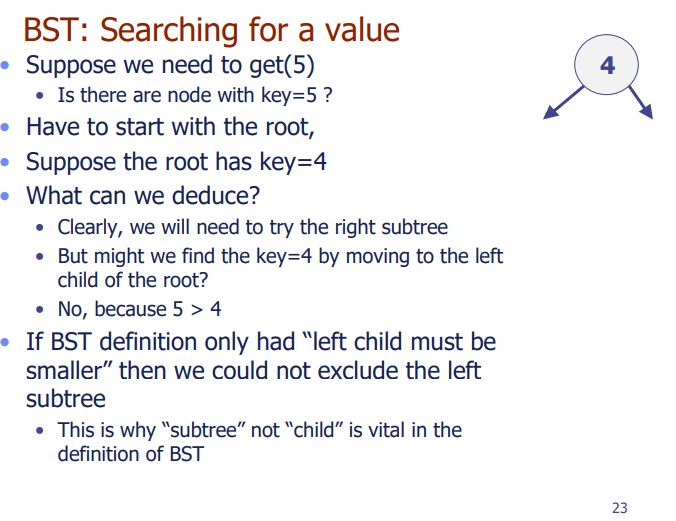 BST: Searching for a value
• Suppose we need to get(5)
• Is there are node with key=5 ?
• Have to start with the root,
• Suppose the root has key=4
• What can we deduce?
• Clearly, we will need to try the right subtree
• But might we find the key=4 by moving to the left
child of the root?
• No, because 5 > 4
• If BST definition only had “left child must be
smaller” then we could not exclude the left
subtree
• This is why “subtree” not “child” is vital in the
definition of BST
4
23